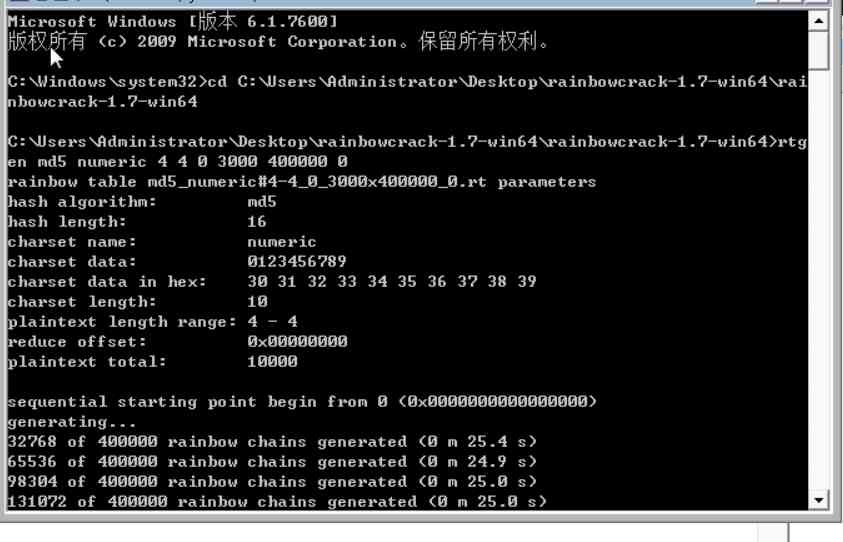 Microsoft Windows [版本 6.1.7600]
版权所有 (c) 2009 Microsoft Corporation。保留所有权利。
C:\Windows\system32>cd C:\Users\Administrator\Desktop\rainbowcrack-1.7-win64\rai
nbowcrack-1.7-win64
C:\Users\Administrator\Desktop\rainbowcrack-1.7-win64\rainbowcrack-1.7-win64>rtg
en md5 numeric 4 4 0 3000 400000 0
rainbow table md5_numeric#4-4_0_3000x400000_0.rt parameters
hash algorithm: md5
hash length: 16
charset name: numeric
charset data: 0123456789
charset data in hex: 30 31 32 33 34 35 36 37 38 39
charset length: 10
plaintext length range: 4 - 4
reduce offset: 0x00000000
plaintext total: 10000
sequential starting point begin from 0 (0x0000000000000000)
generating...
32768 of 400000 rainbow chains generated (0 m 25.4 s)
65536 of 400000 rainbow chains generated (0 m 24.9 s)
98304 of 400000 rainbow chains generated (0 m 25.0 s)
131072 of 400000 rainbow chains generated (0 m 25.0 s)